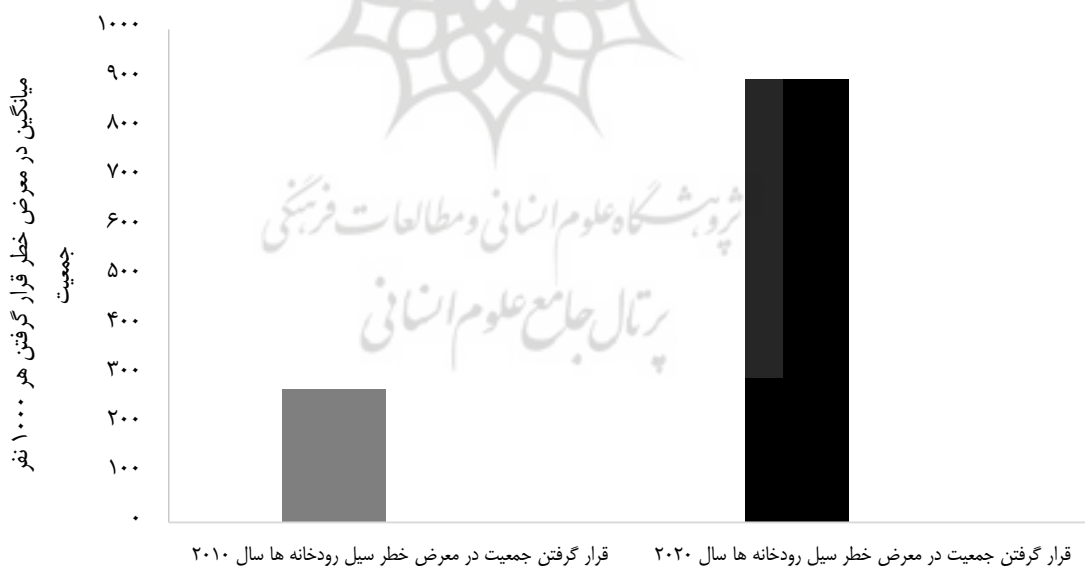 میانگین در معرض خطر قرار گرفتن هر ۱۰۰۰ نفر
جمعیت
۱۰۰۰
۹۰۰
۸۰۰
۷۰۰
۶۰۰
۵۰۰
۴۰۰
۳۰۰
۲۰۰
۱۰۰
۰
پژوهشگاه علوم انسانی و مطالعات فرهنگی
پرتال جامع علوم انسانی
قرار گرفتن جمعیت در معرض خطر سیل رودخانه ها سال ۲۰۱۰
قرار گرفتن جمعیت در معرض خطر سیل رودخانه ها سال ۲۰۲۰